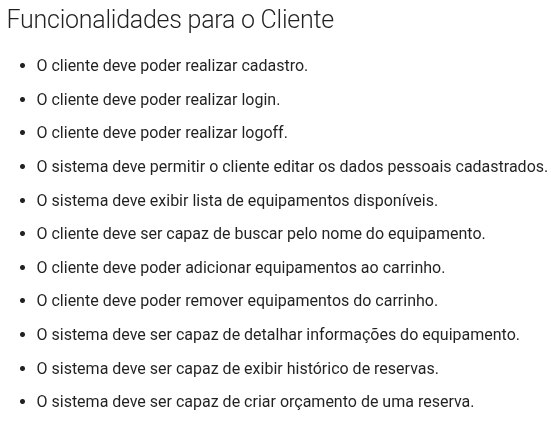 Funcionalidades para o Cliente
• O cliente deve poder realizar cadastro.
• O cliente deve poder realizar login.
• O cliente deve poder realizar logoff.
• O sistema deve permitir o cliente editar os dados pessoais cadastrados.
• O sistema deve exibir lista de equipamentos disponíveis.
• O cliente deve ser capaz de buscar pelo nome do equipamento.
• O cliente deve poder adicionar equipamentos ao carrinho.
• O cliente deve poder remover equipamentos do carrinho.
• O sistema deve ser capaz de detalhar informações do equipamento.
• O sistema deve ser capaz de exibir histórico de reservas.
• O sistema deve ser capaz de criar orçamento de uma reserva.